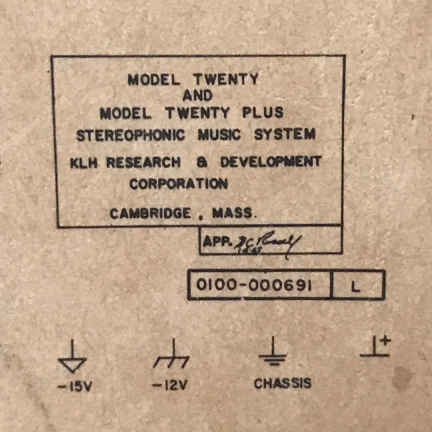 MODEL TWENTY
AND
MODEL TWENTY PLUS
STEREOPHONIC MUSIC SYSTEM
KLH RESEARCH & DEVELOPMENT
CORPORATION
CAMBRIDGE, MASS.
APP.
0100-000691 L
+
-15V -12V CHASSIS